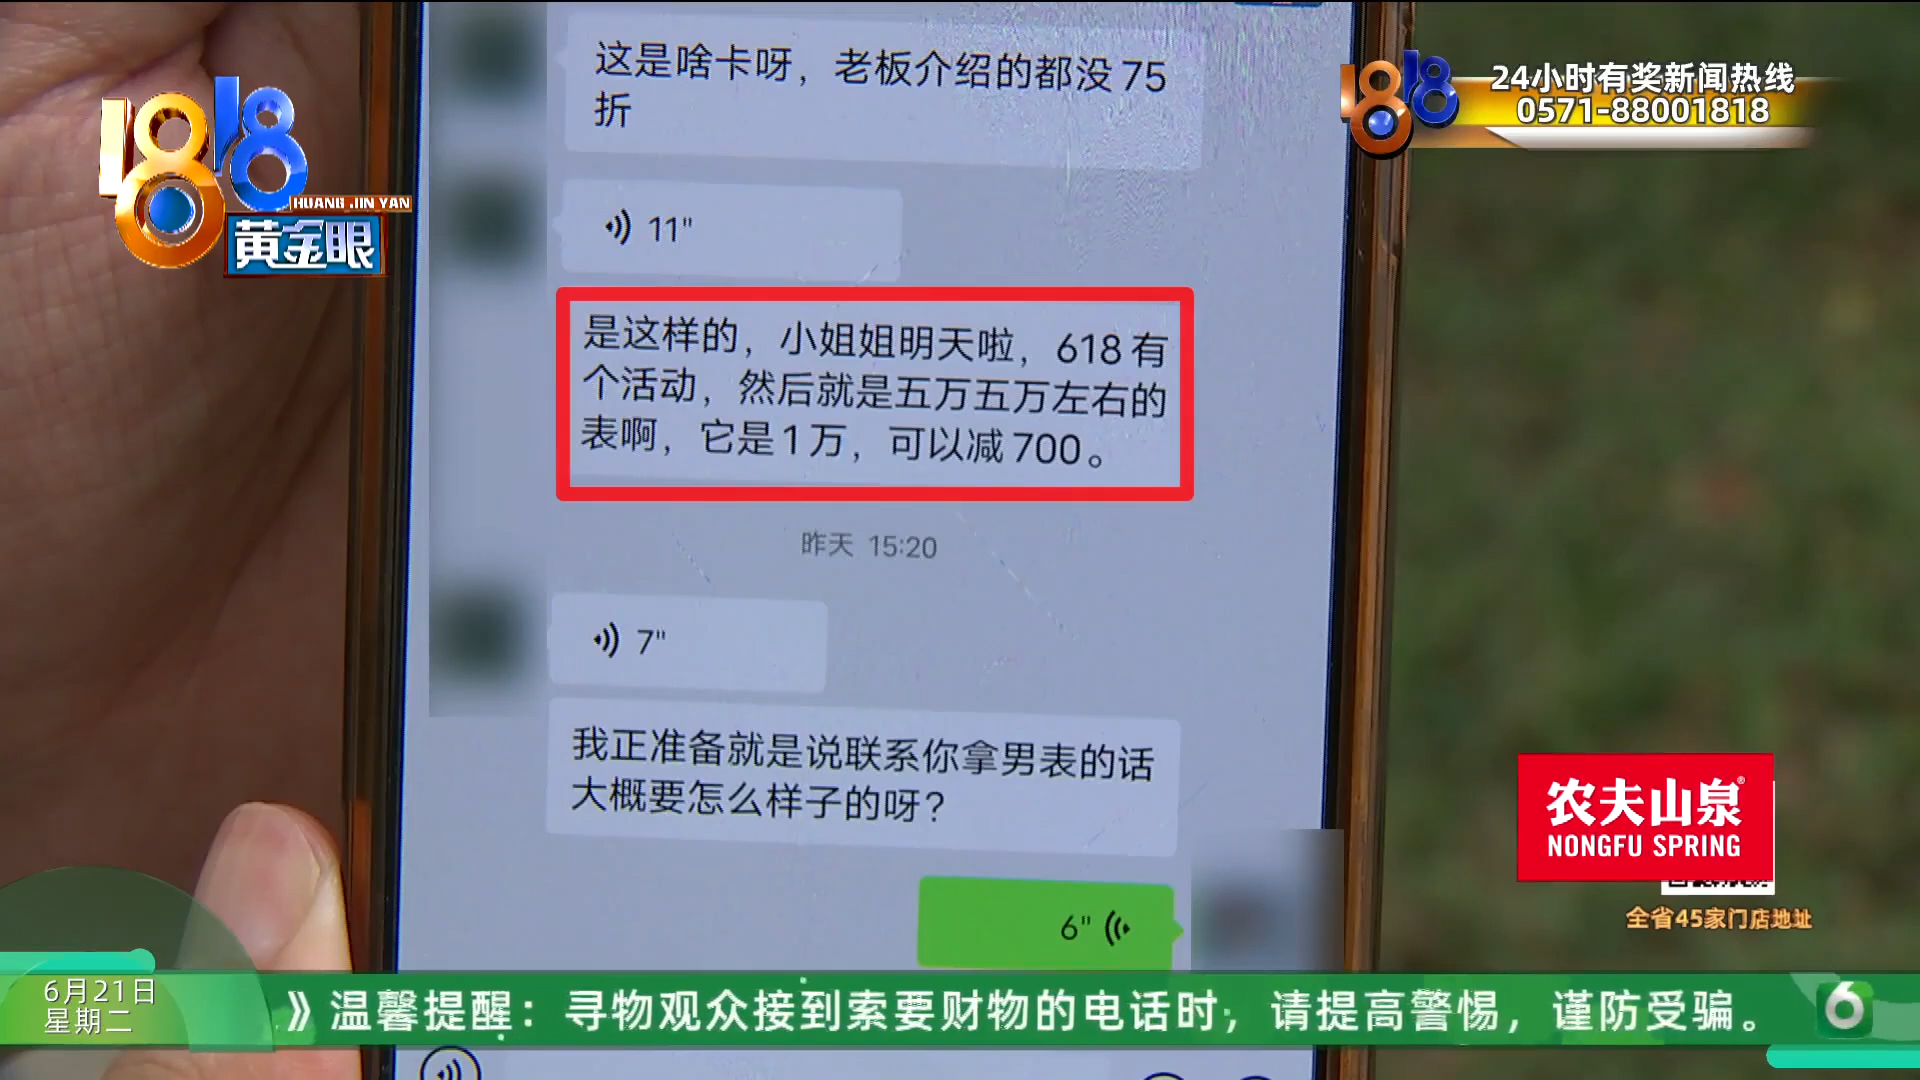 这是啥卡呀，老板介绍的都没75
折
11"
是这样的，小姐姐明天啦，618有
个活动，然后就是五万五万左右的
表啊，它是1万，可以减700。
昨天 15:20
7"
我正准备就是说联系你拿男表的话
大概要怎么样子的呀？
6"
1818
HUANG JIN YAN
黄金眼
1818
24小时有奖新闻热线
0571-88001818
农夫山泉®
NONGFU SPRING
全省45家门店地址
6月21日
星期二
》温馨提醒：寻物观众接到索要财物的电话时，请提高警惕，谨防受骗。
6